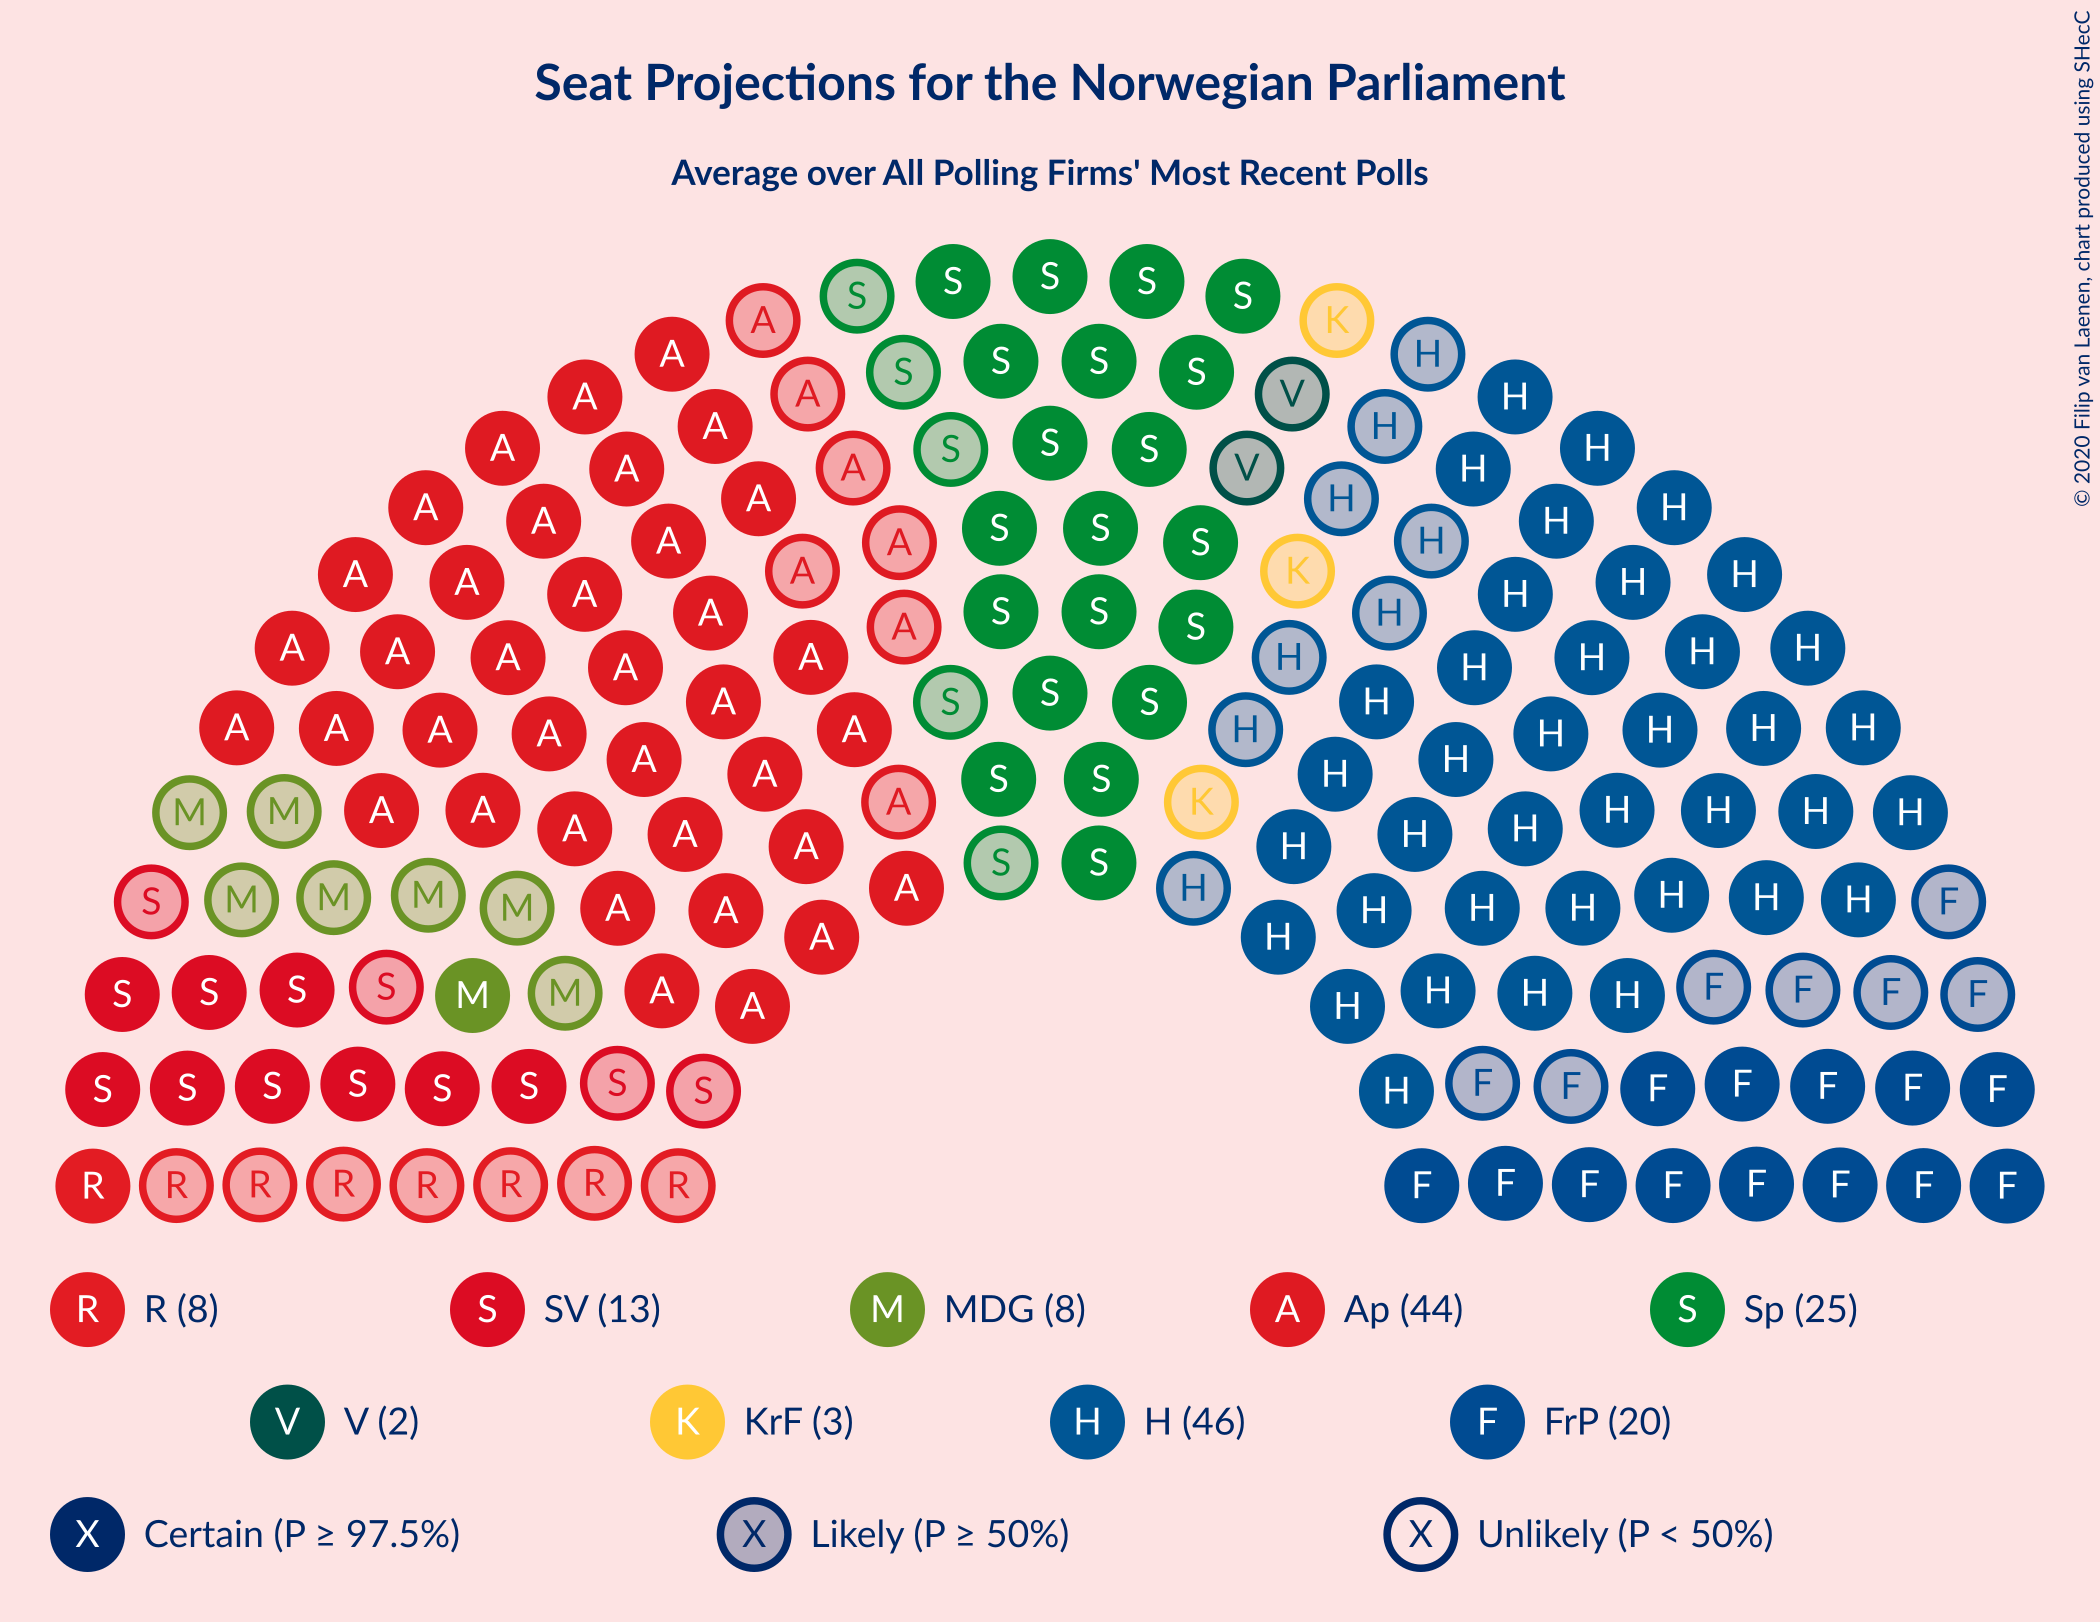 Seat Projections for the Norwegian Parliament
Average over All Polling Firms' Most Recent Polls
© 2020 Filip van Laenen, chart produced using SHecC
S S S S S
A K
A H
S S S S
A V
A H
A H
S S S
A V
A H
A H
A H
S S S
A K
A H
A H
A H
S S S
A H
A H
A H
A H
S S S
A H
A H
A H
A H
A H
A H
A A A A A A A H H H H H H H
S S
A K
M M A A A A A H H H H H H H
S S
A H
S M M M M A A A H H H H H H H F
S S S S M M A A H H H H F F F F
S S S S S S S S H F F F F F F F
R R R R R R R R F F F F F F F F
R R (8) S SV (13) M MDG (8) A Ap (44) S Sp (25)
V V (2) K KrF (3) H H (46) F FrP (20)
X Certain (P ≥ 97.5%) X Likely (P ≥ 50%) X Unlikely (P < 50%)